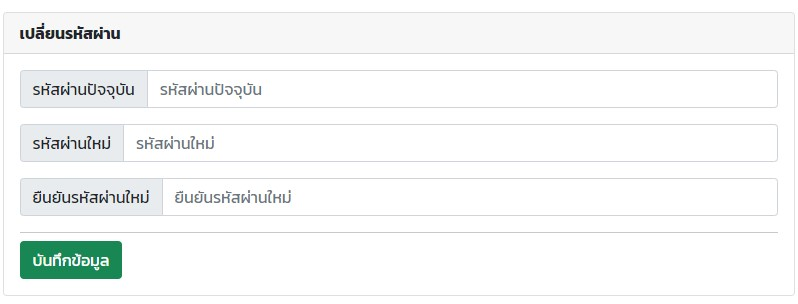 เปลี่ยนรหัสผ่าน
รหัสผ่านปัจจุบัน รหัสผ่านปัจจุบัน
รหัสผ่านใหม่ รหัสผ่านใหม่
ยืนยันรหัสผ่านใหม่ ยืนยันรหัสผ่านใหม่
บันทึกข้อมูล